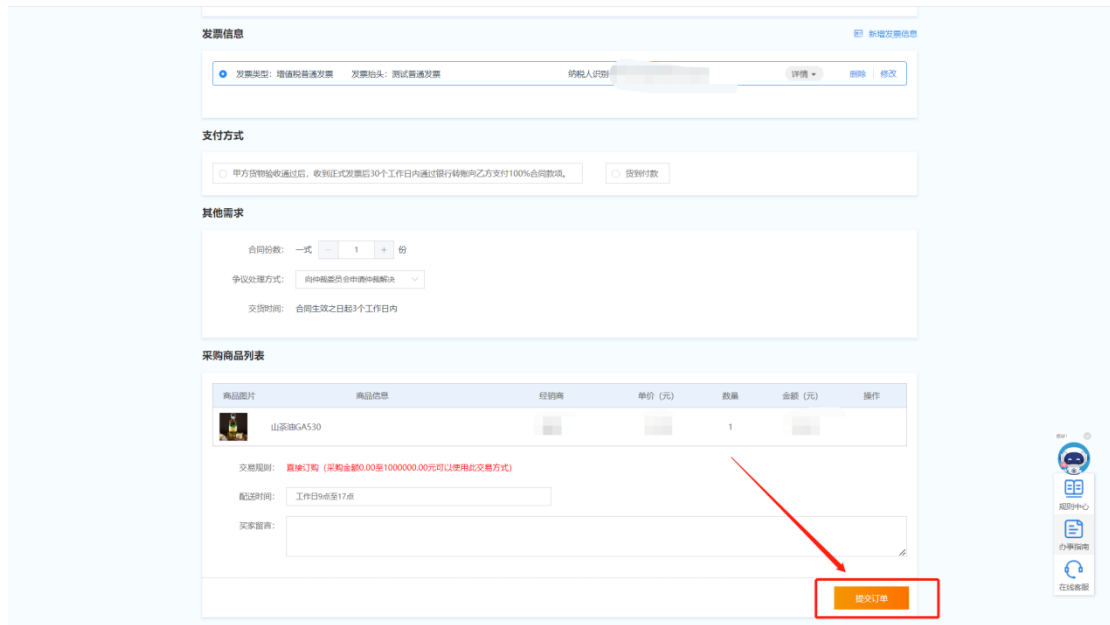 发票信息
新增发票信息
发票类型：增值税普通发票 发票抬头：测试普通发票 纳税人识别 详情 删除 修改
支付方式
甲方货物验收通过后，收到正式发票后30个工作日内通过银行转账向乙方支付100%合同款项。 货到付款
其他需求
合同份数： 一式 － 1 + 份
争议处理方式： 向仲裁委员会申请仲裁解决
交货时间： 合同生效之日起3个工作日内
采购商品列表
商品图片 商品信息 经销商 单价（元） 数量 金额（元） 操作
山茶油GA530 1
交易规则： 直接订购（采购金额0.00至1000000.00元可以使用此交易方式）
配送时间： 工作日9点至17点
买家留言：
提交订单
规则中心
办事指南
在线客服